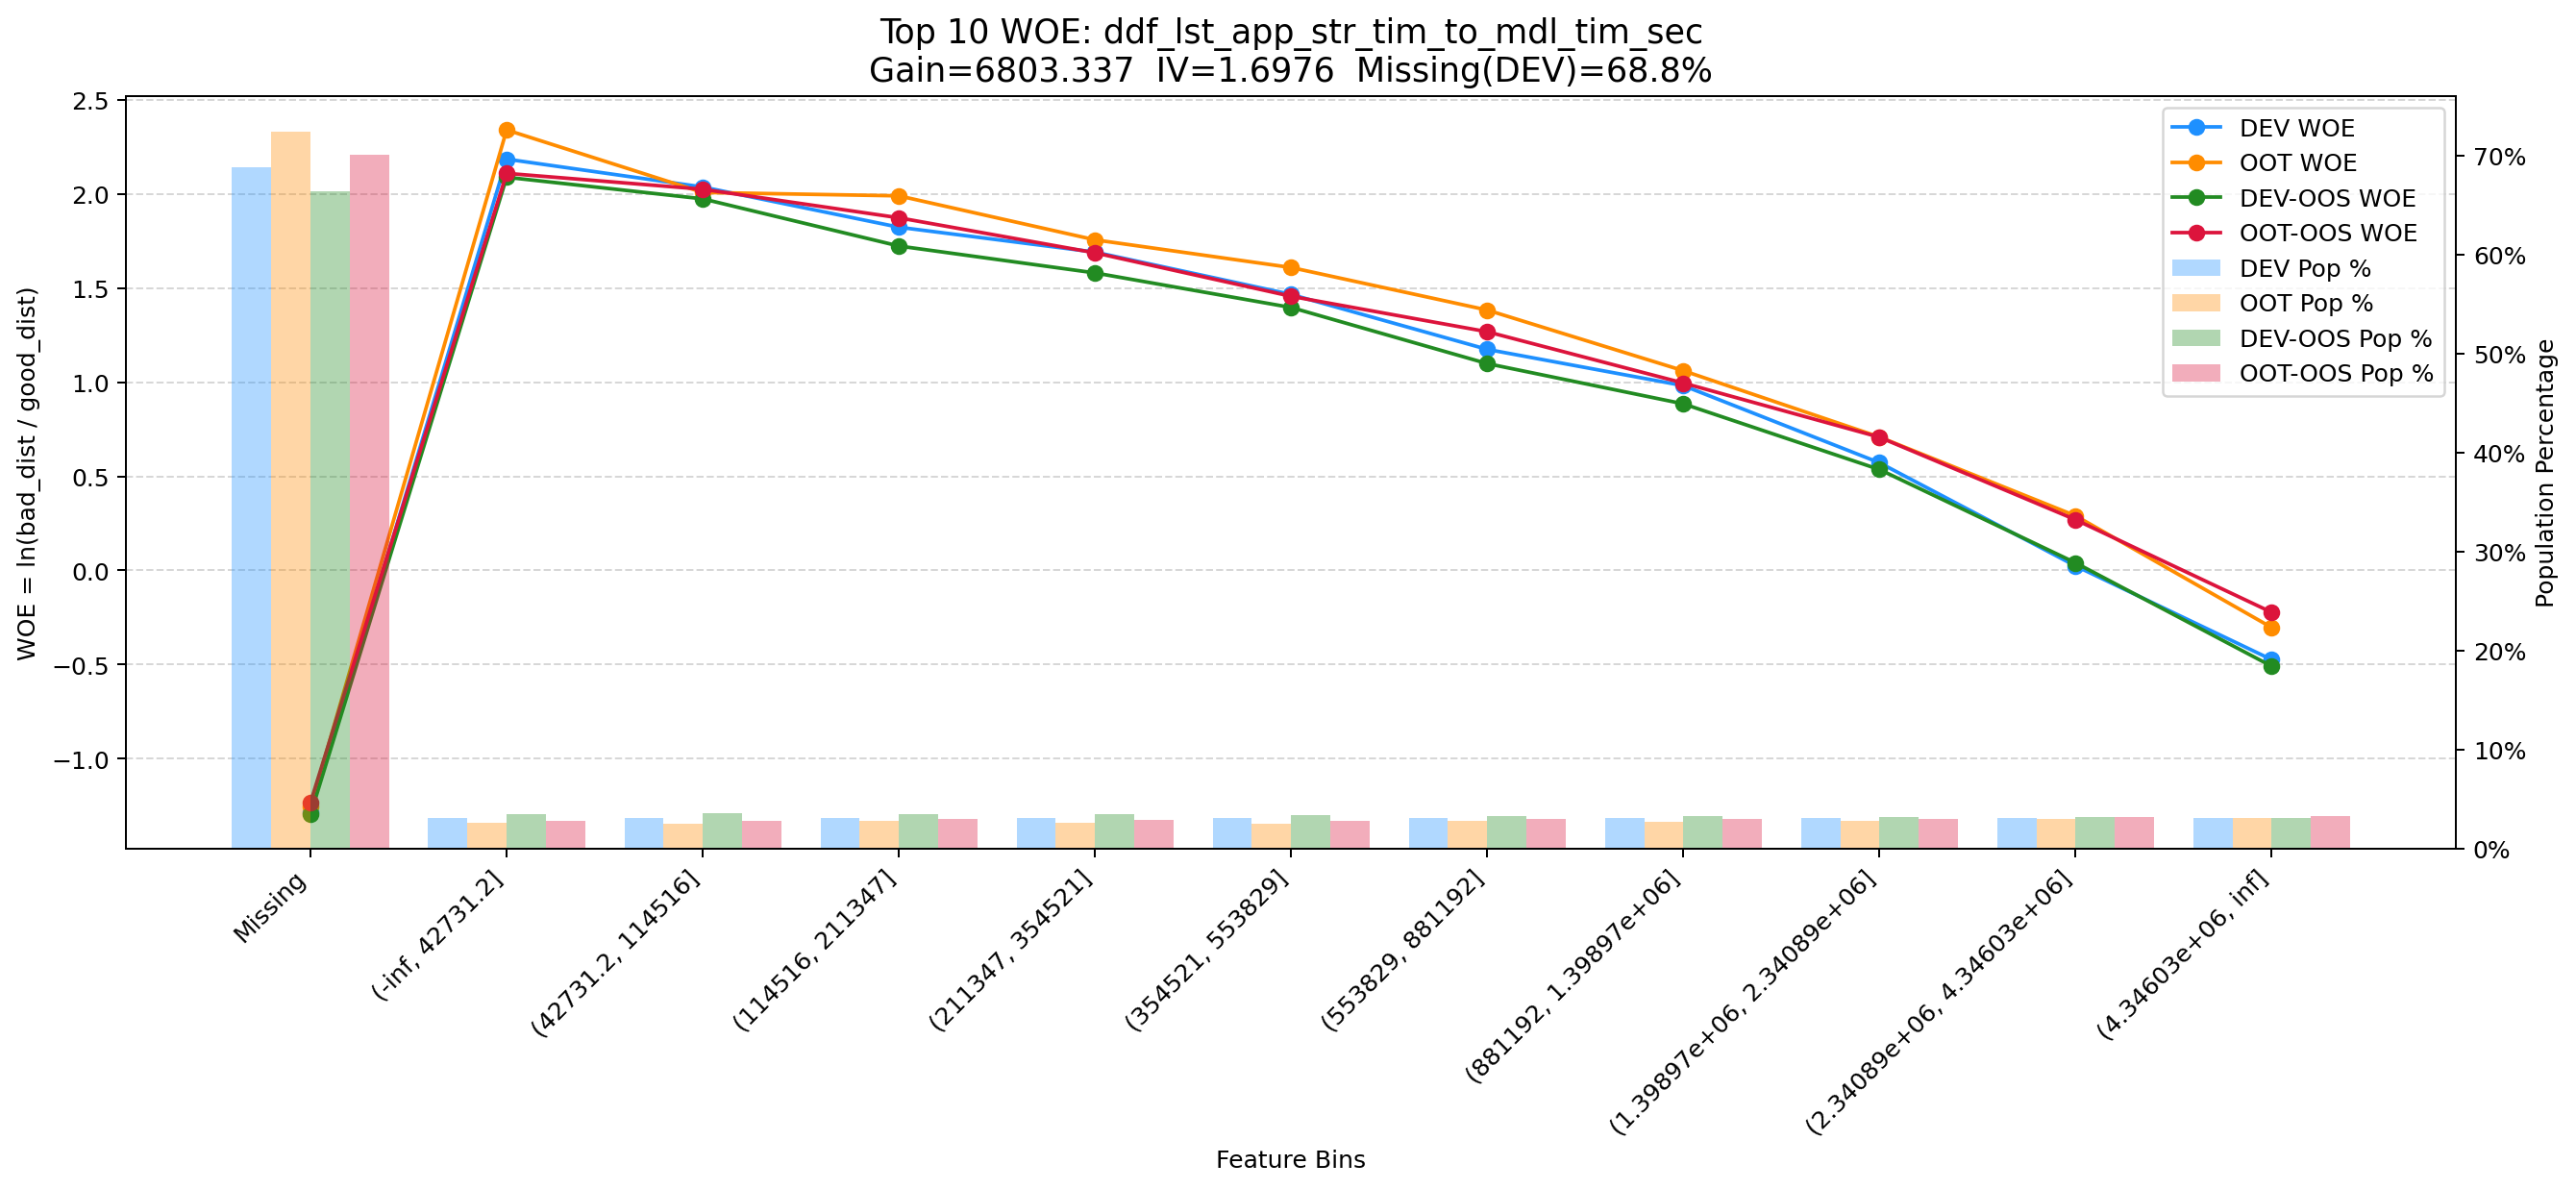 Top 10 WOE: ddf_lst_app_str_tim_to_mdl_tim_sec
Gain=6803.337  IV=1.6976  Missing(DEV)=68.8%
WOE = ln(bad_dist / good_dist)
2.5
2.0
1.5
1.0
0.5
0.0
−0.5
−1.0
DEV WOE
OOT WOE
DEV-OOS WOE
OOT-OOS WOE
DEV Pop %
OOT Pop %
DEV-OOS Pop %
OOT-OOS Pop %
70%
60%
50%
40%
30%
20%
10%
0%
Population Percentage
Missing
(-inf, 42731.2]
(42731.2, 114516]
(114516, 211347]
(211347, 354521]
(354521, 553829]
(553829, 881192]
(881192, 1.39897e+06]
(1.39897e+06, 2.34089e+06]
(2.34089e+06, 4.34603e+06]
(4.34603e+06, inf]
Feature Bins